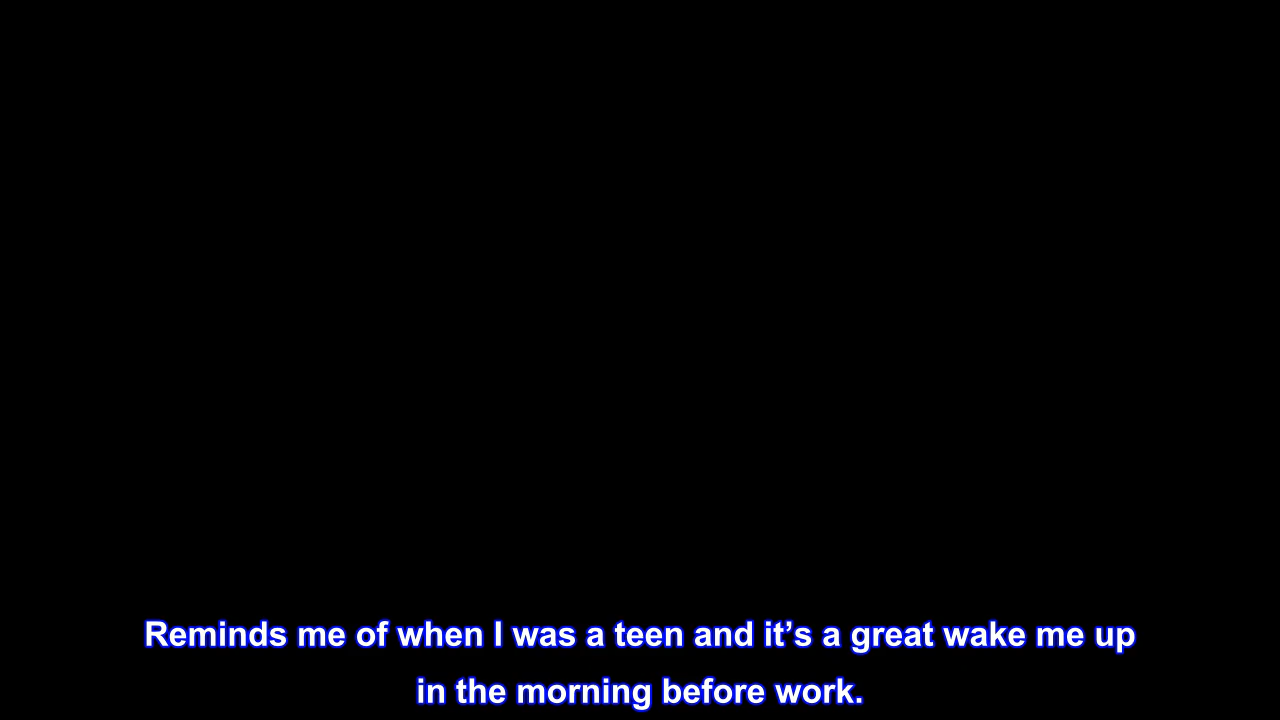 Reminds me of when I was a teen and it’s a great wake me up
in the morning before work.